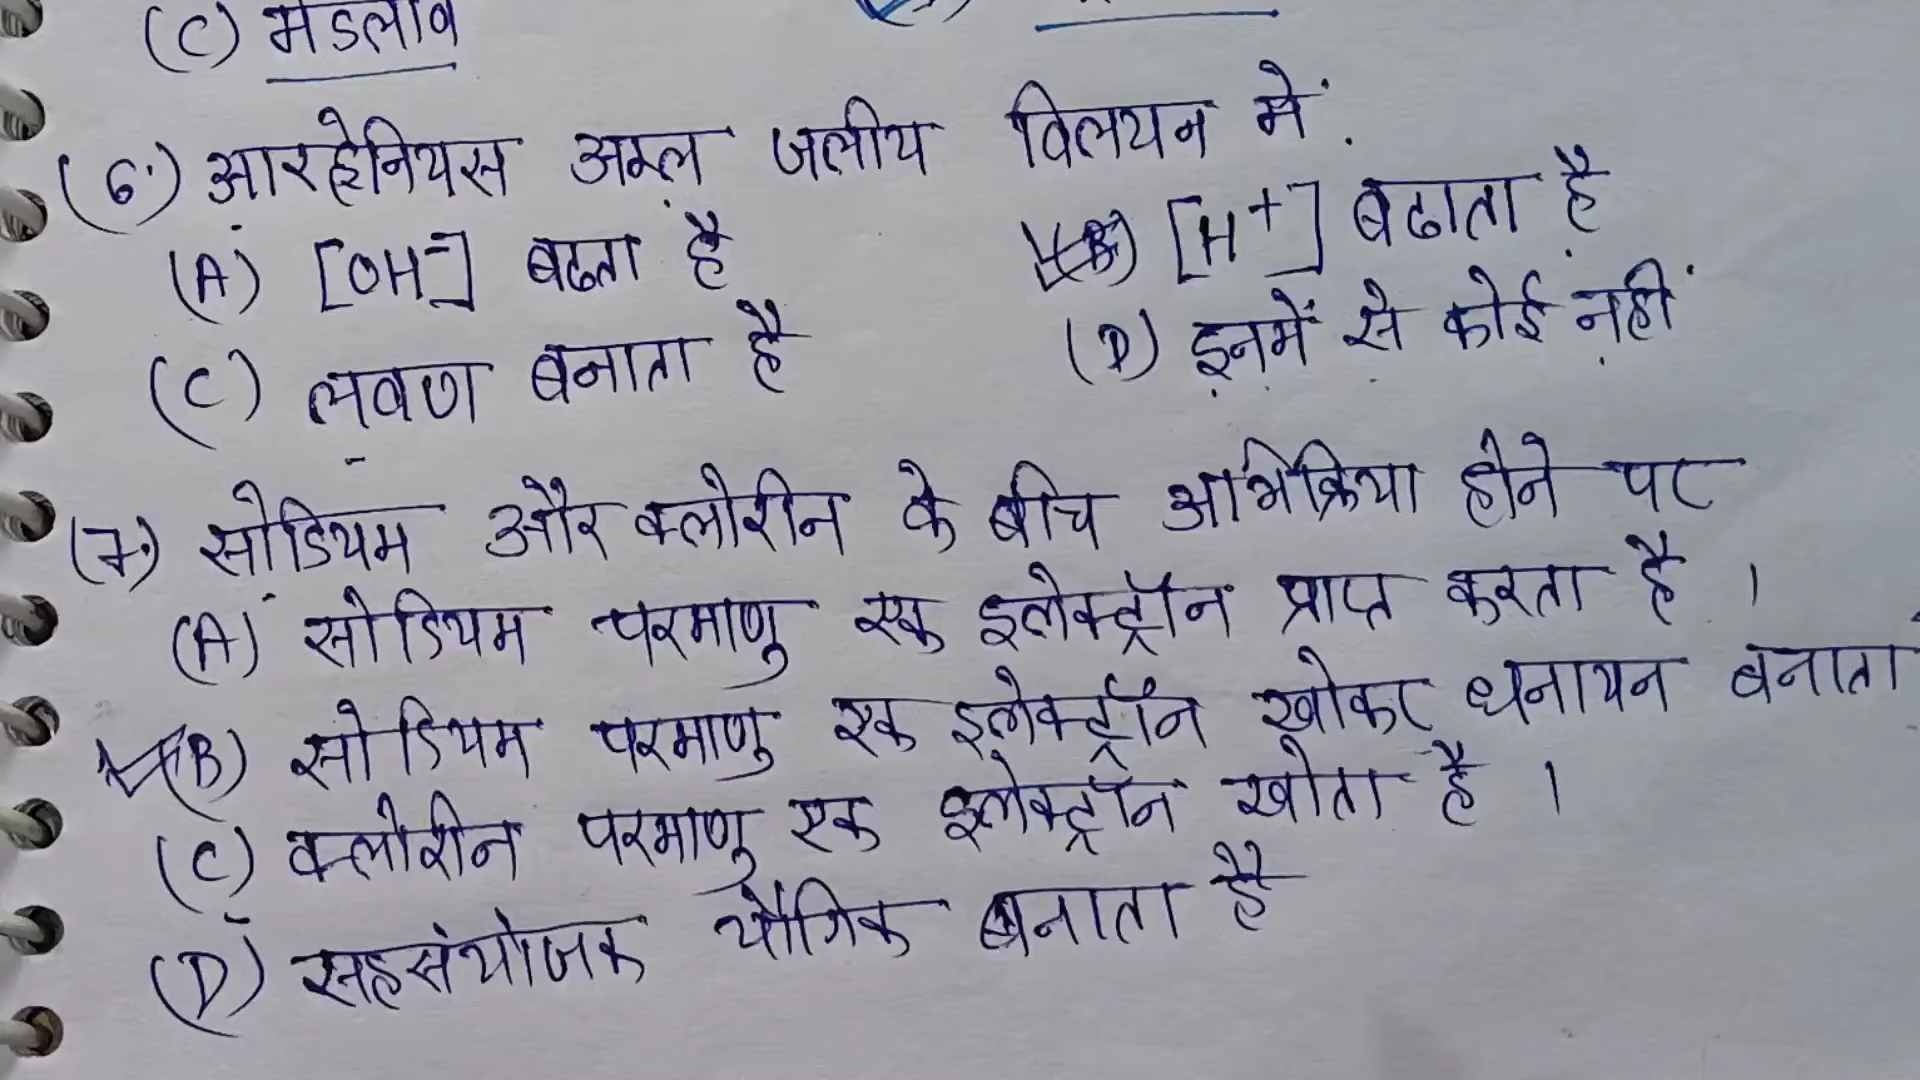 (C) मेंडलीव
(6.) आरहेनियस अम्ल जलीय विलयन में.
(A) [OH⁻] बढता है (B) [H⁺] बढाता है
(C) लवण बनाता है (D) इनमें से कोई नहीं
(7.) सोडियम और क्लोरीन के बीच अभिक्रिया होने पर
(A) सोडियम परमाणु एक इलेक्ट्रॉन प्राप्त करता है ।
(B) सोडियम परमाणु एक इलेक्ट्रॉन खोकर धनायन बनाता
(C) क्लोरीन परमाणु एक इलेक्ट्रॉन खोता है ।
(D) सहसंयोजक यौगिक बनाता है